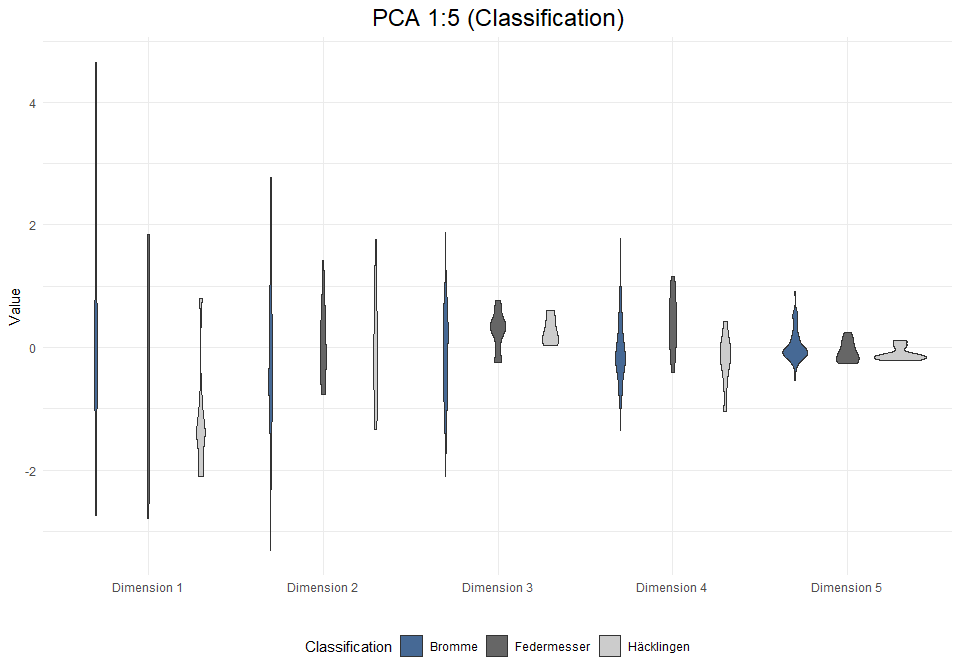 PCA 1:5 (Classification)
Value
4
2
0
-2
Dimension 1 Dimension 2 Dimension 3 Dimension 4 Dimension 5
Classification Bromme Federmesser Häcklingen